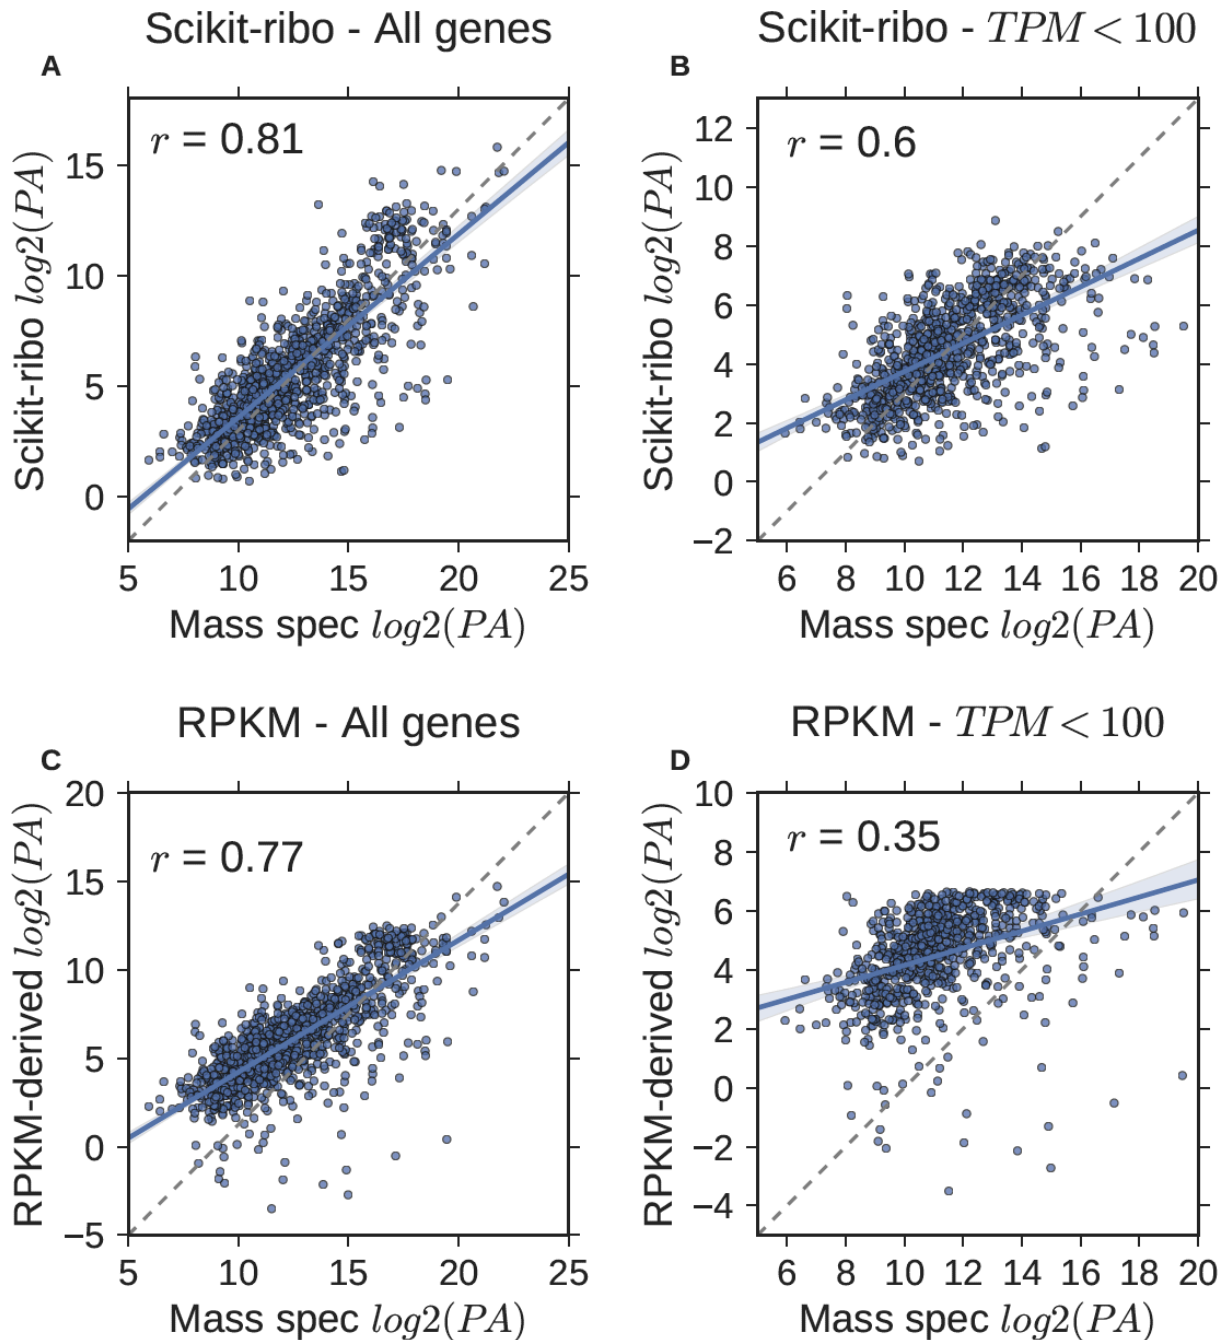 Scikit-ribo - All genes
A
r = 0.81
Scikit-ribo log2(PA)
15
10
5
0
5 10 15 20 25
Mass spec log2(PA)
Scikit-ribo - TPM < 100
B
r = 0.6
Scikit-ribo log2(PA)
12
10
8
6
4
2
0
−2
6 8 10 12 14 16 18 20
Mass spec log2(PA)
RPKM - All genes
C
r = 0.77
RPKM-derived log2(PA)
20
15
10
5
0
−5
5 10 15 20 25
Mass spec log2(PA)
RPKM - TPM < 100
D
r = 0.35
RPKM-derived log2(PA)
10
8
6
4
2
0
−2
−4
6 8 10 12 14 16 18 20
Mass spec log2(PA)